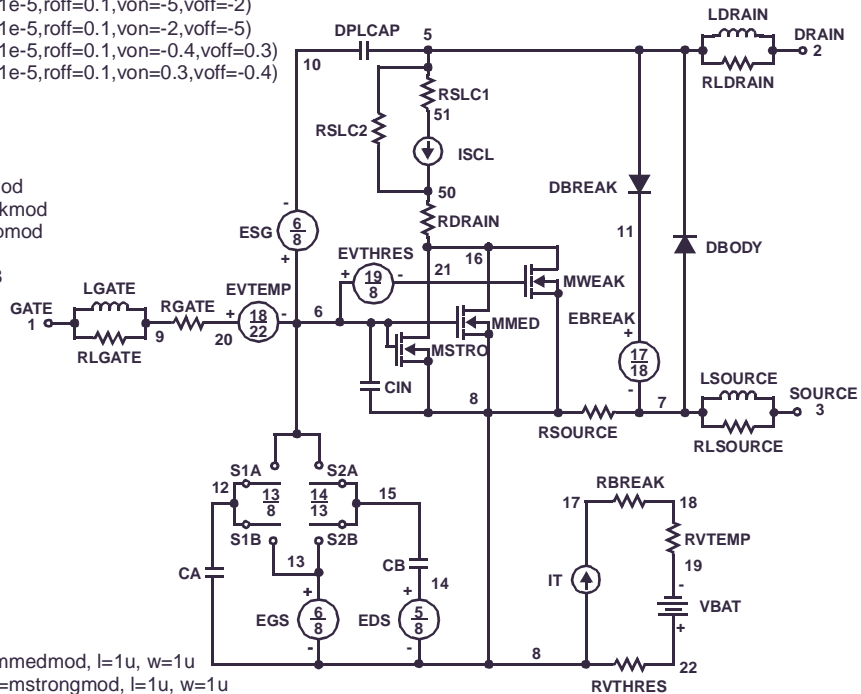 1e-5,roff=0.1,von=-5,voff=-2)
1e-5,roff=0.1,von=-2,voff=-5)
1e-5,roff=0.1,von=-0.4,voff=0.3)
1e-5,roff=0.1,von=0.3,voff=-0.4)
DPLCAP
5
LDRAIN
DRAIN
2
10
RLDRAIN
RSLC1
51
RSLC2
ISCL
50
RDRAIN
DBREAK
11
DBODY
od
kmod
omod
-
ESG
6
8
+
EVTHRES
+
19
8
-
21
16
MWEAK
LGATE
GATE
1
RLGATE
9
RGATE
20
EVTEMP
+
18
22
-
6
MMED
MSTRO
EBREAK
+
17
18
-
CIN
8
RSOURCE
7
LSOURCE
SOURCE
3
RLSOURCE
12
S1A
S2A
13
8
14
13
15
S1B
S2B
13
CA
CB
14
+
EGS
6
8
-
+
EDS
5
8
-
RBREAK
17
18
RVTEMP
19
IT
-
VBAT
+
8
22
RVTHRES
mmedmod, l=1u, w=1u
=mstrongmod, l=1u, w=1u